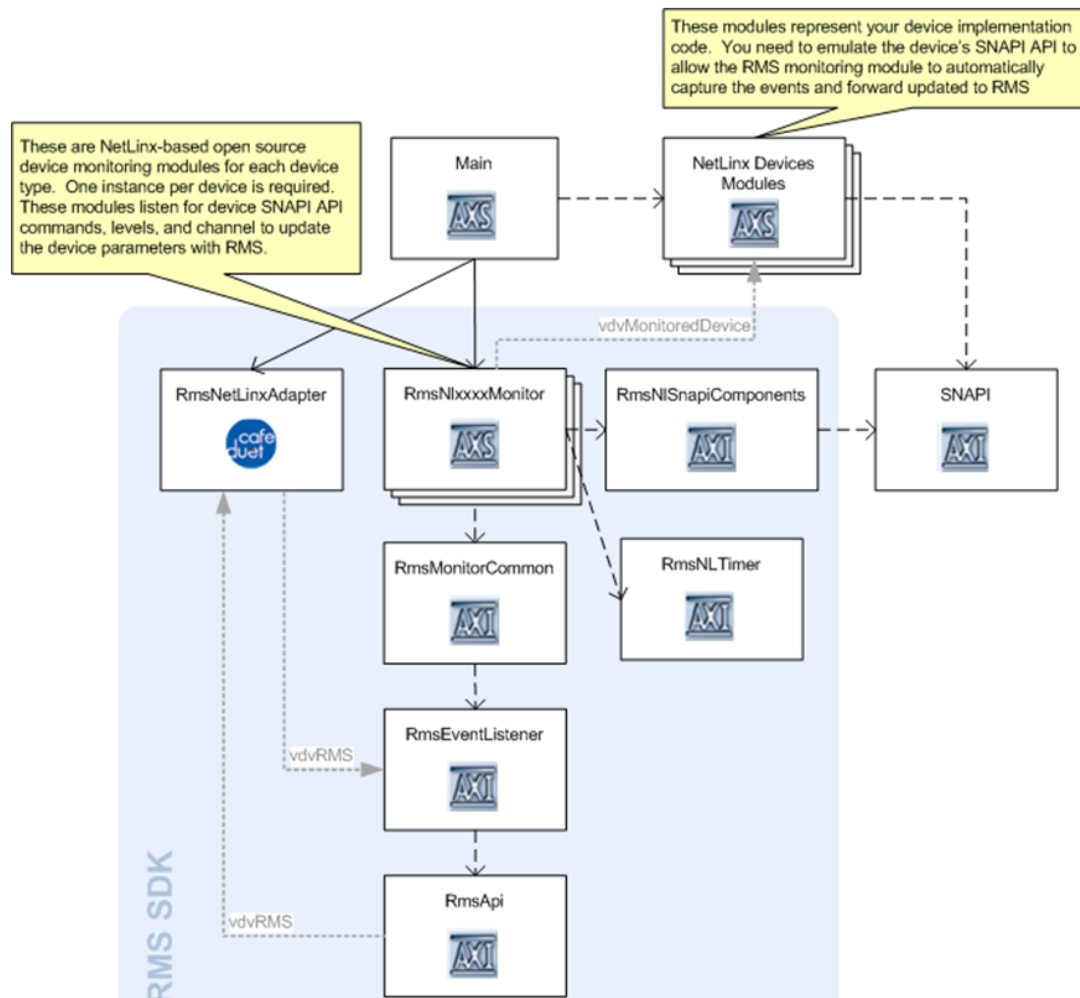 These modules represent your device implementation
code. You need to emulate the device's SNAPI API to
allow the RMS monitoring module to automatically
capture the events and forward updated to RMS
These are NetLinx-based open source
device monitoring modules for each device
type. One instance per device is required.
These modules listen for device SNAPI API
commands, levels, and channel to update
the device parameters with RMS.
Main
AXS
NetLinx Devices
Modules
AXS
vdvMonitoredDevice
RmsNetLinxAdapter
cafe
duet
RmsNlxxxxMonitor
AXS
RmsNlSnapiComponents
AXI
SNAPI
AXI
RmsMonitorCommon
AXI
RmsNLTimer
AXI
RmsEventListener
AXI
vdvRMS
RmsApi
AXI
vdvRMS
RMS SDK